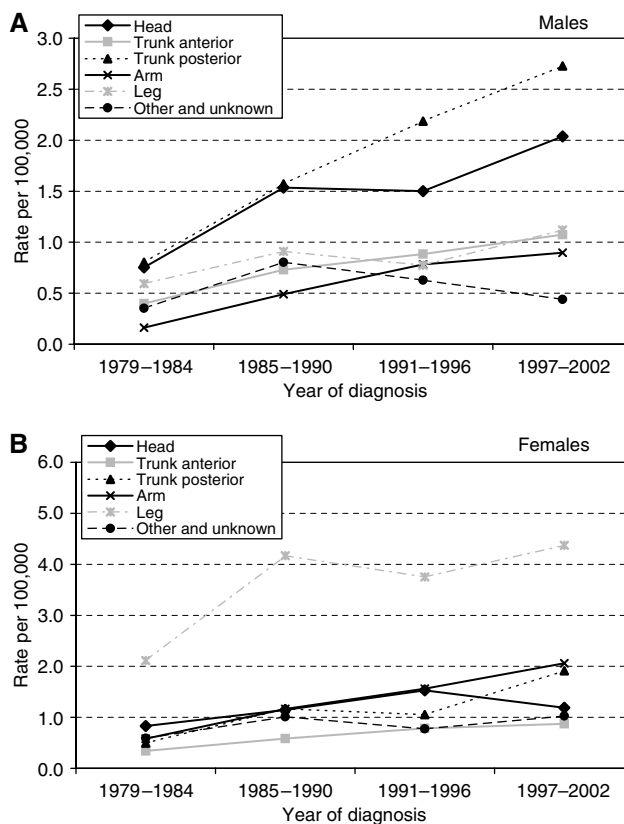 A
Males
Head
Trunk anterior
Trunk posterior
Arm
Leg
Other and unknown
3.0
2.5
2.0
1.5
1.0
0.5
0.0
Rate per 100,000
1979–1984 1985–1990 1991–1996 1997–2002
Year of diagnosis
B
Females
Head
Trunk anterior
Trunk posterior
Arm
Leg
Other and unknown
6.0
5.0
4.0
3.0
2.0
1.0
0.0
Rate per 100,000
1979–1984 1985–1990 1991–1996 1997–2002
Year of diagnosis